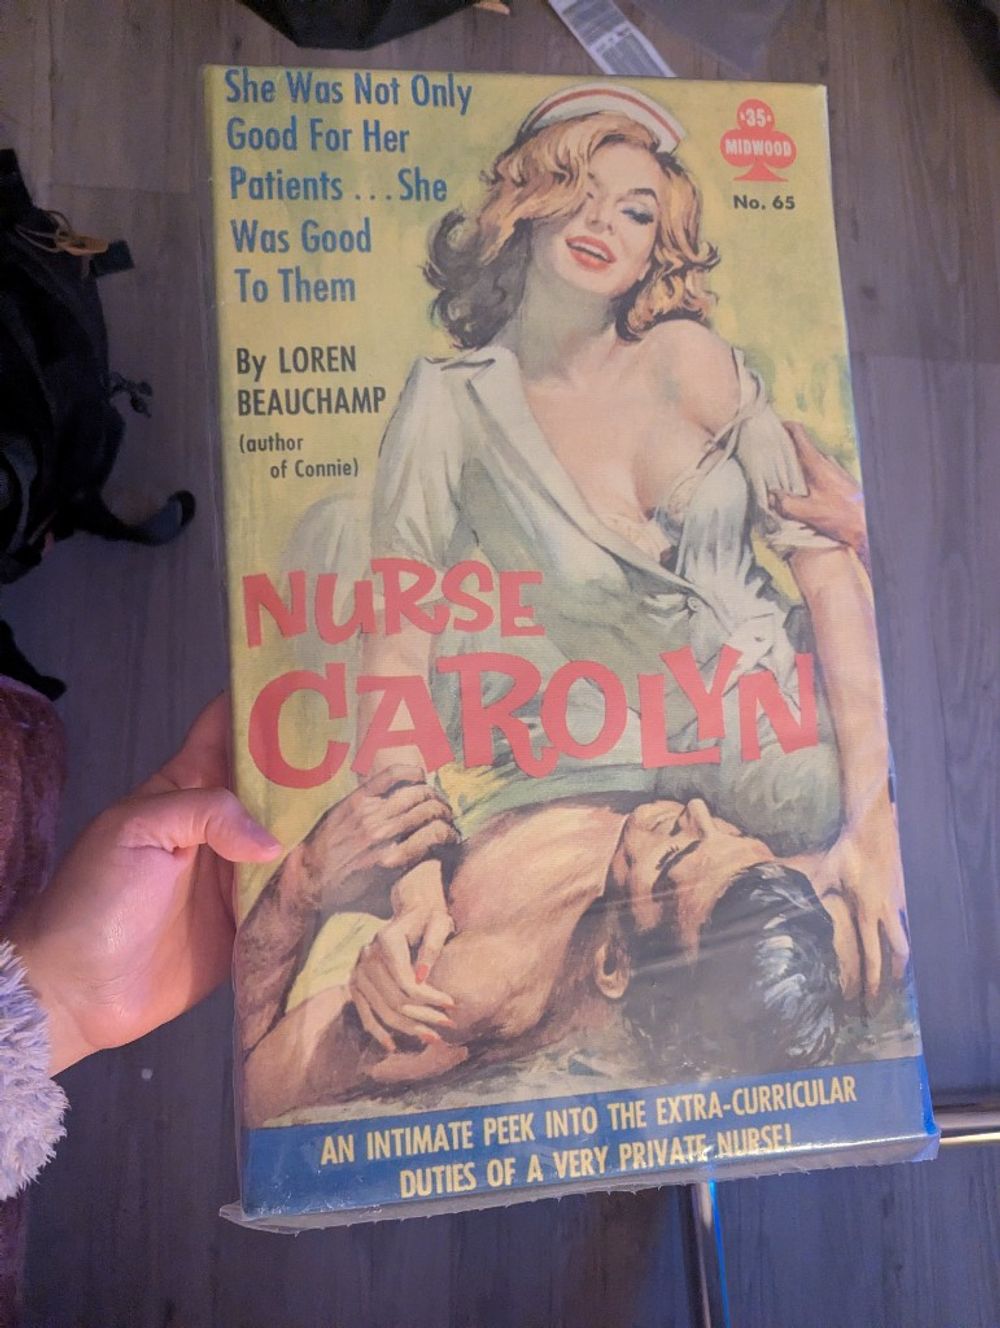 She Was Not Only
Good For Her
Patients ... She
Was Good
To Them
·35·
MIDWOOD
No. 65
By LOREN
BEAUCHAMP
(author
of Connie)
NURSE
CAROLYN
AN INTIMATE PEEK INTO THE EXTRA-CURRICULAR
DUTIES OF A VERY PRIVATE NURSE!